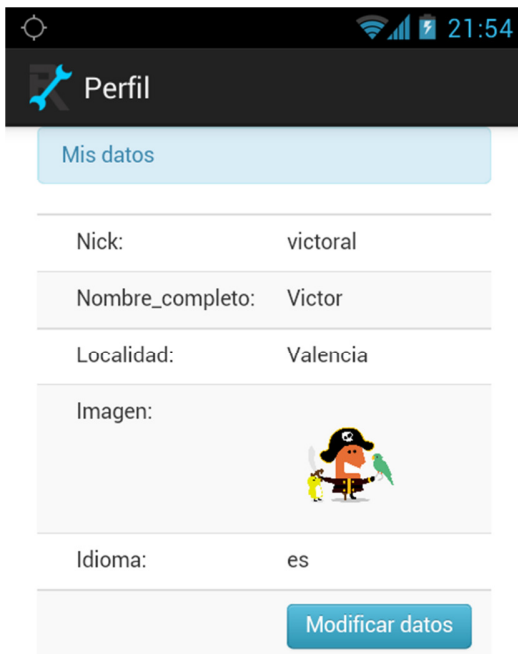 21:54
Perfil
Mis datos
Nick: victoral
Nombre_completo: Victor
Localidad: Valencia
Imagen:
Idioma: es
Modificar datos